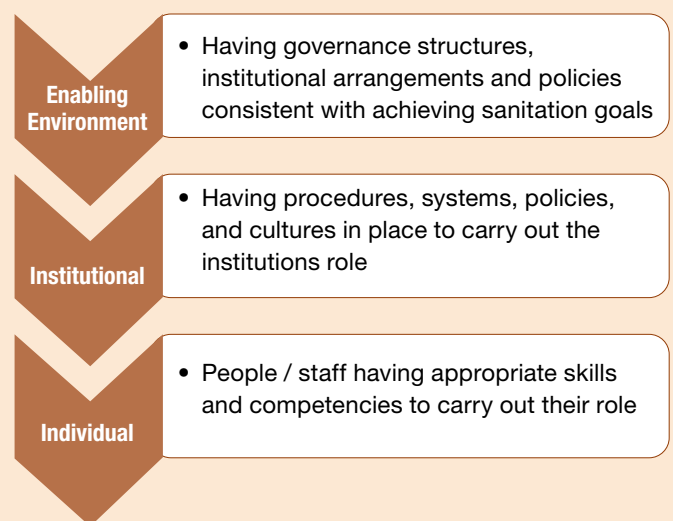 Enabling
Environment
• Having governance structures,
institutional arrangements and policies
consistent with achieving sanitation goals
Institutional
• Having procedures, systems, policies,
and cultures in place to carry out the
institutions role
Individual
• People / staff having appropriate skills
and competencies to carry out their role